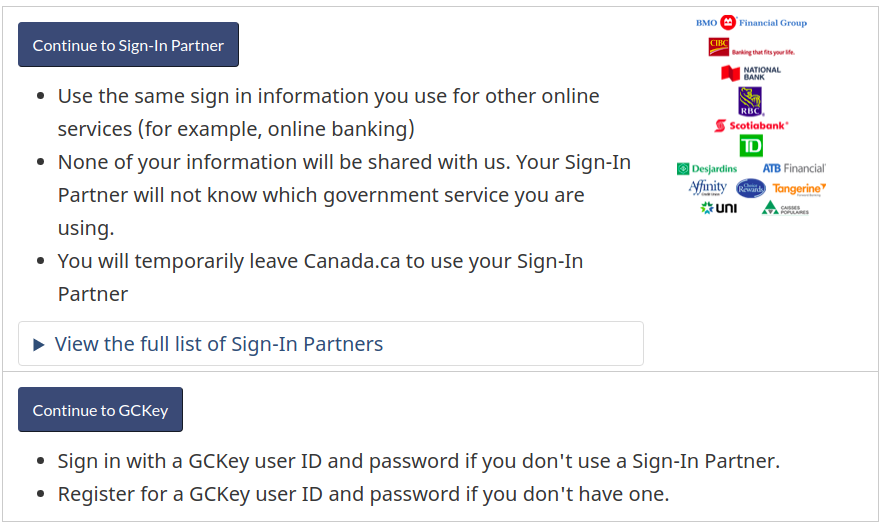 Continue to Sign-In Partner
• Use the same sign in information you use for other online
services (for example, online banking)
• None of your information will be shared with us. Your Sign-In
Partner will not know which government service you are
using.
• You will temporarily leave Canada.ca to use your Sign-In
Partner
▶ View the full list of Sign-In Partners
BMO Financial Group
CIBC Banking that fits your life.
NATIONAL
BANK
RBC
Scotiabank
TD
Desjardins ATB Financial
Affinity Choice Rewards Tangerine
UNI CAISSES
POPULAIRES
Continue to GCKey
• Sign in with a GCKey user ID and password if you don't use a Sign-In Partner.
• Register for a GCKey user ID and password if you don't have one.